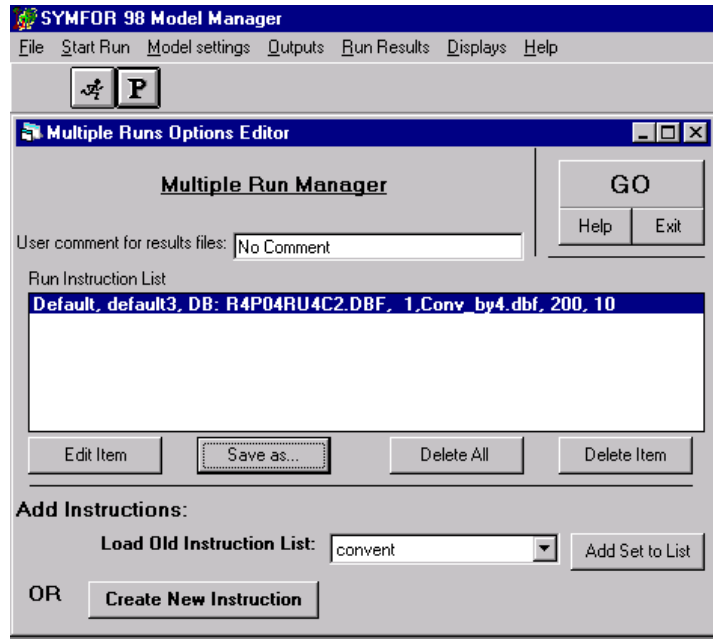 SYMFOR 98 Model Manager
File Start Run Model settings Outputs Run Results Displays Help
P
Multiple Runs Options Editor
Multiple Run Manager
GO
Help Exit
User comment for results files: No Comment
Run Instruction List
Default, default3, DB: R4P04RU4C2.DBF, 1,Conv_by4.dbf, 200, 10
Edit Item Save as... Delete All Delete Item
Add Instructions:
Load Old Instruction List: convent Add Set to List
OR Create New Instruction